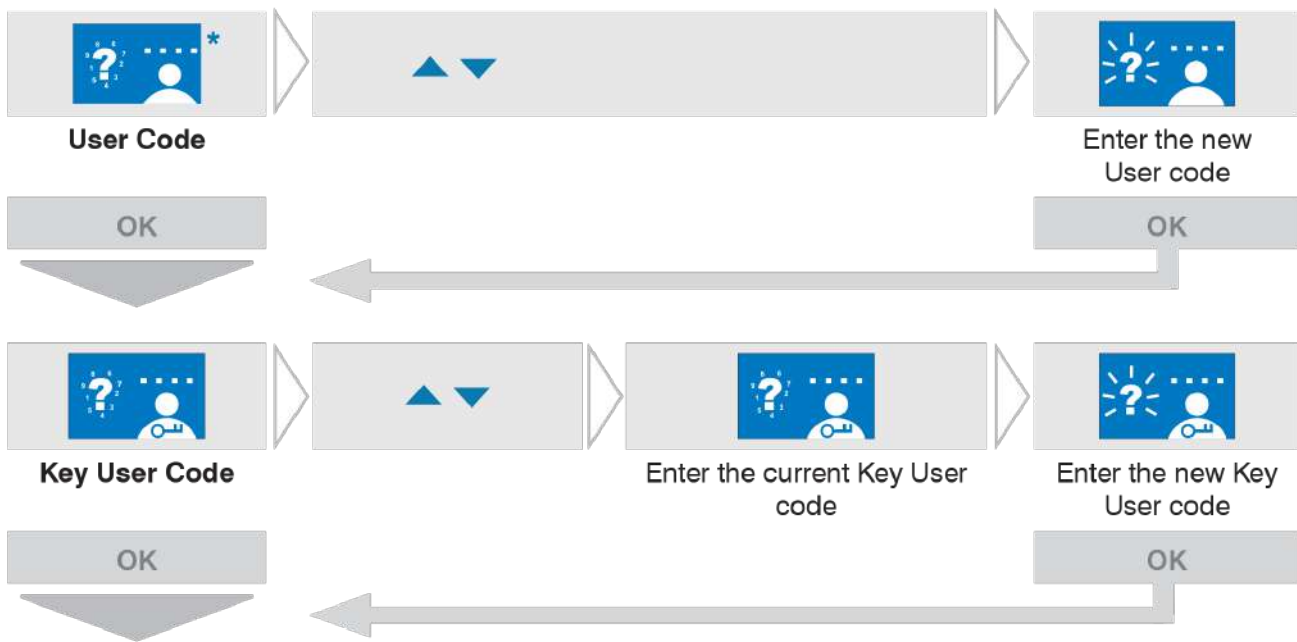 *
User Code
Enter the new
User code
OK
OK
Key User Code
Enter the current Key User
code
Enter the new Key
User code
OK
OK